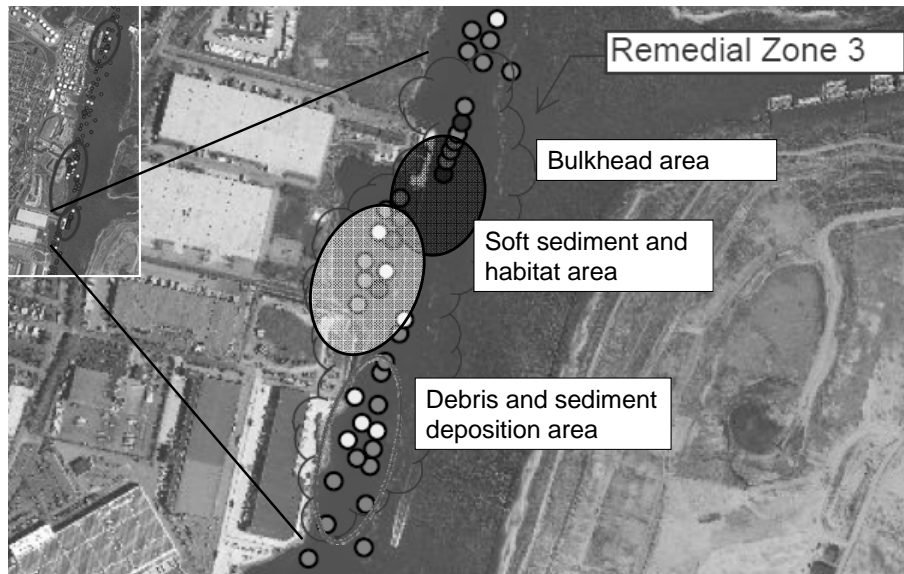 Remedial Zone 3
Bulkhead area
Soft sediment and
habitat area
Debris and sediment
deposition area